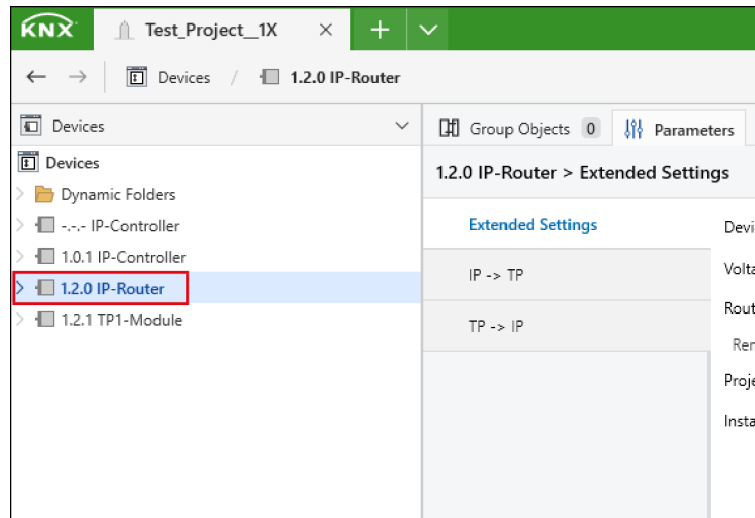 KNX Test_Project__1X
Devices / 1.2.0 IP-Router
Devices
Devices
Dynamic Folders
-.-.- IP-Controller
1.0.1 IP-Controller
1.2.0 IP-Router
1.2.1 TP1-Module
Group Objects 0 Parameters
1.2.0 IP-Router > Extended Settings
Extended Settings
IP -> TP
TP -> IP